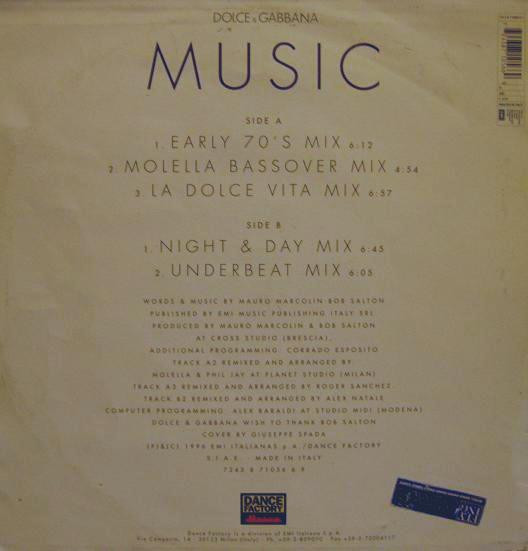 DOLCE & GABBANA
MUSIC
SIDE A
1. EARLY 70'S MIX 6:12
2. MOLELLA BASSOVER MIX 4:54
3. LA DOLCE VITA MIX 6:57
SIDE B
1. NIGHT & DAY MIX 6:45
2. UNDERBEAT MIX 6:05
WORDS & MUSIC BY MAURO MARCOLIN-BOB SALTON
PUBLISHED BY EMI MUSIC PUBLISHING ITALY SRL
PRODUCED BY MAURO MARCOLIN & BOB SALTON
AT CROSS STUDIO (BRESCIA),
ADDITIONAL PROGRAMMING: CORRADO ESPOSITO
TRACK A2 REMIXED AND ARRANGED BY:
MOLELLA & PHIL JAY AT PLANET STUDIO (MILAN)
TRACK A3 REMIXED AND ARRANGED BY ROGER SANCHEZ
TRACK B2 REMIXED AND ARRANGED BY ALEX NATALE
COMPUTER PROGRAMMING: ALEX BARALDI AT STUDIO MIDI (MODENA)
DOLCE & GABBANA WISH TO THANK BOB SALTON
COVER BY GIUSEPPE SPADA
(P)&(C) 1996 EMI ITALIANA S.p.A./DANCE FACTORY
S.I.A.E. - MADE IN ITALY
7243 8 71056 6 9
DANCE
FACTORY
Dance Factory is a division of EMI Italiana S.p.A.